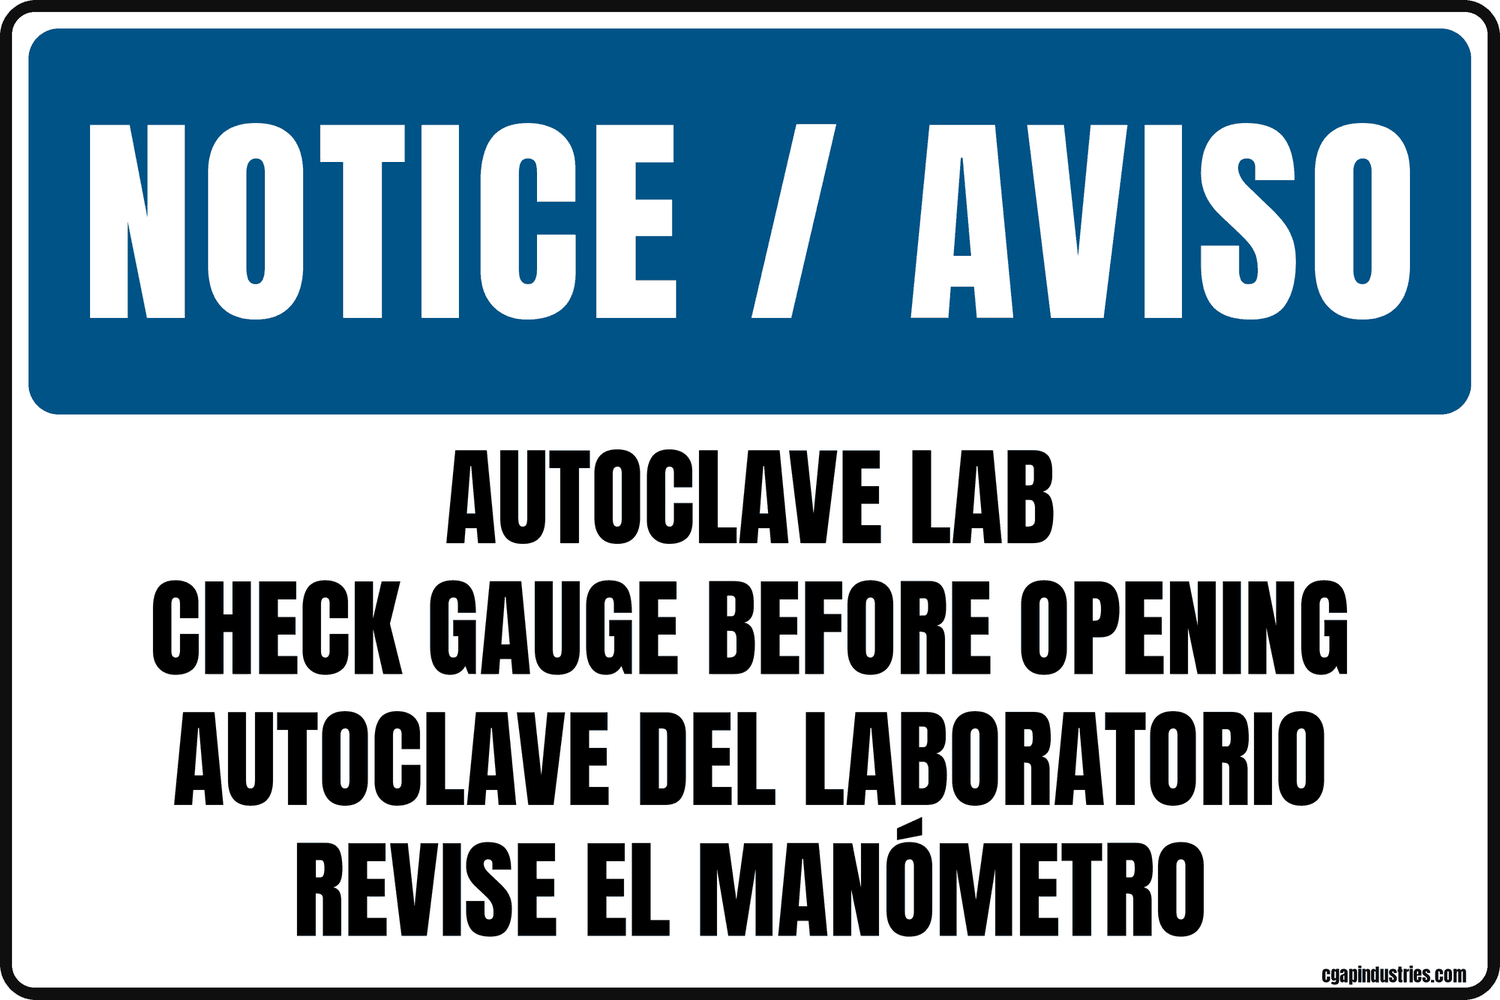 NOTICE / AVISO
AUTOCLAVE LAB
CHECK GAUGE BEFORE OPENING
AUTOCLAVE DEL LABORATORIO
REVISE EL MANÓMETRO
cgapindustries.com